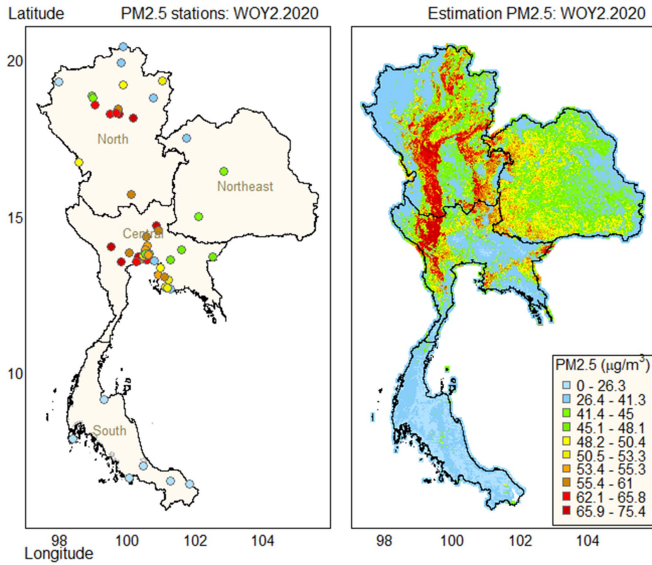 Latitude PM2.5 stations: WOY2.2020
Estimation PM2.5: WOY2.2020
20
North
Northeast
15
Central
10
South
PM2.5 (μg/m³)
0 - 26.3
26.4 - 41.3
41.4 - 45
45.1 - 48.1
48.2 - 50.4
50.5 - 53.3
53.4 - 55.3
55.4 - 61
62.1 - 65.8
65.9 - 75.4
98 100 102 104
98 100 102 104
Longitude